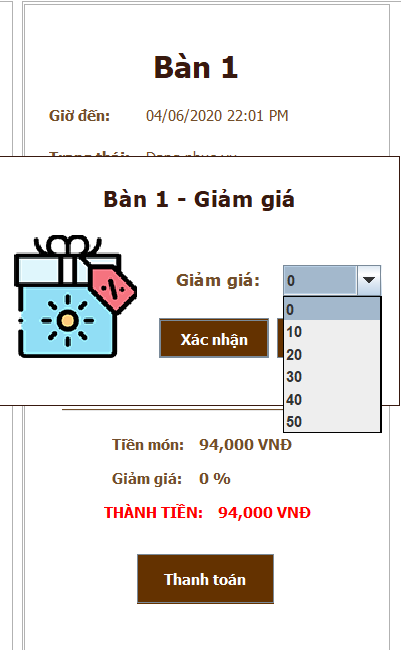 Bàn 1
Giờ đến: 04/06/2020 22:01 PM
Bàn 1 - Giảm giá
Giảm giá: 0
0
10
20
30
40
50
Xác nhận
Tiền món: 94,000 VNĐ
Giảm giá: 0 %
THÀNH TIỀN: 94,000 VNĐ
Thanh toán